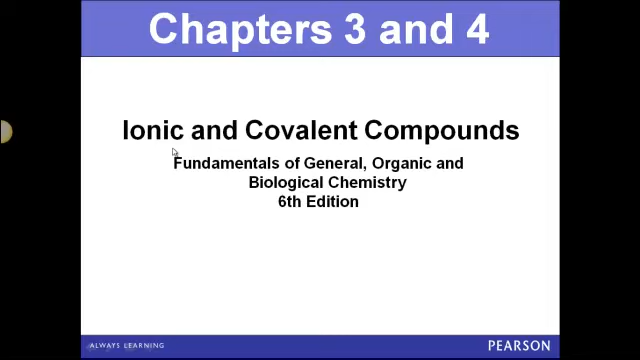 Chapters 3 and 4
Ionic and Covalent Compounds
Fundamentals of General, Organic and
Biological Chemistry
6th Edition
ALWAYS LEARNING
PEARSON